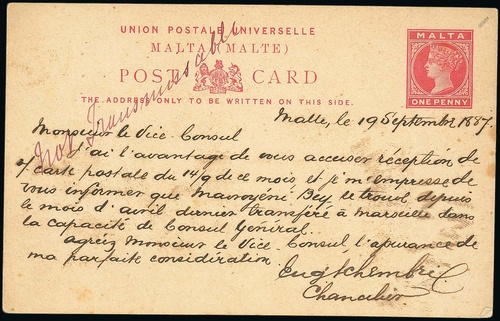 UNION POSTALE UNIVERSELLE
MALTA (MALTE)
POST CARD
THE ADDRESS ONLY TO BE WRITTEN ON THIS SIDE.
MALTA
ONE PENNY
Not Transmissable
Malte, le 19 Septembre 1887.
Monsieur le Vice-Consul
J'ai l'avantage de vous accuser réception de
carte postale du 14/9 de ce mois et je m'empresse de
vous informer que Mavroyéni Bey, se trouve depuis
le mois d'avril dernier transféré à Marseille dans
la capacité de Consul Général.
agréez Monsieur le Vice-Consul l'assurance de
ma parfaite considération.
Eug Schembri
Chancelier